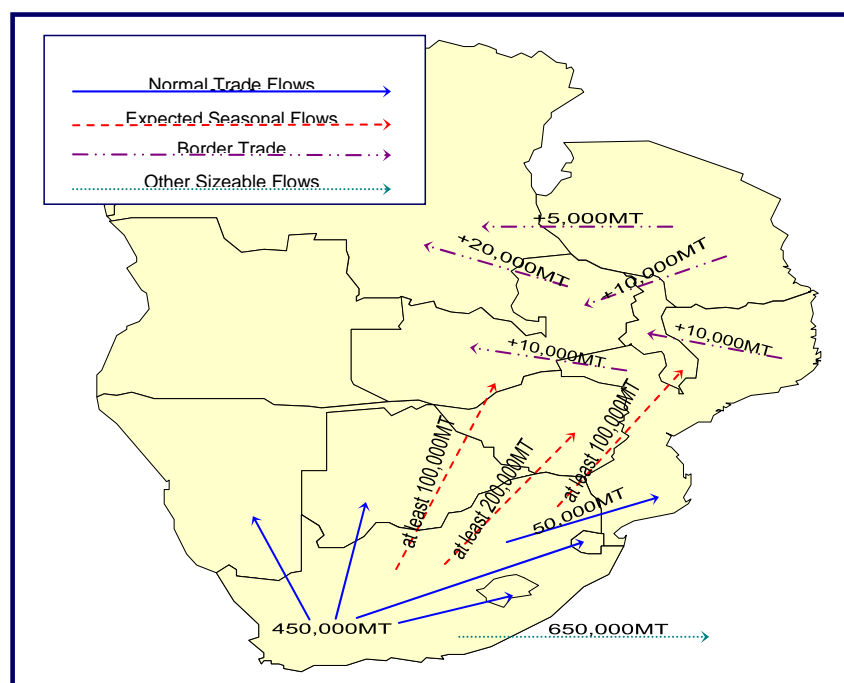 Normal Trade Flows
Expected Seasonal Flows
Border Trade
Other Sizeable Flows
+5,000MT
+20,000MT
+10,000MT
+10,000MT
+10,000MT
at least 100,000MT
at least 200,000MT
at least 100,000MT
50,000MT
450,000MT
650,000MT